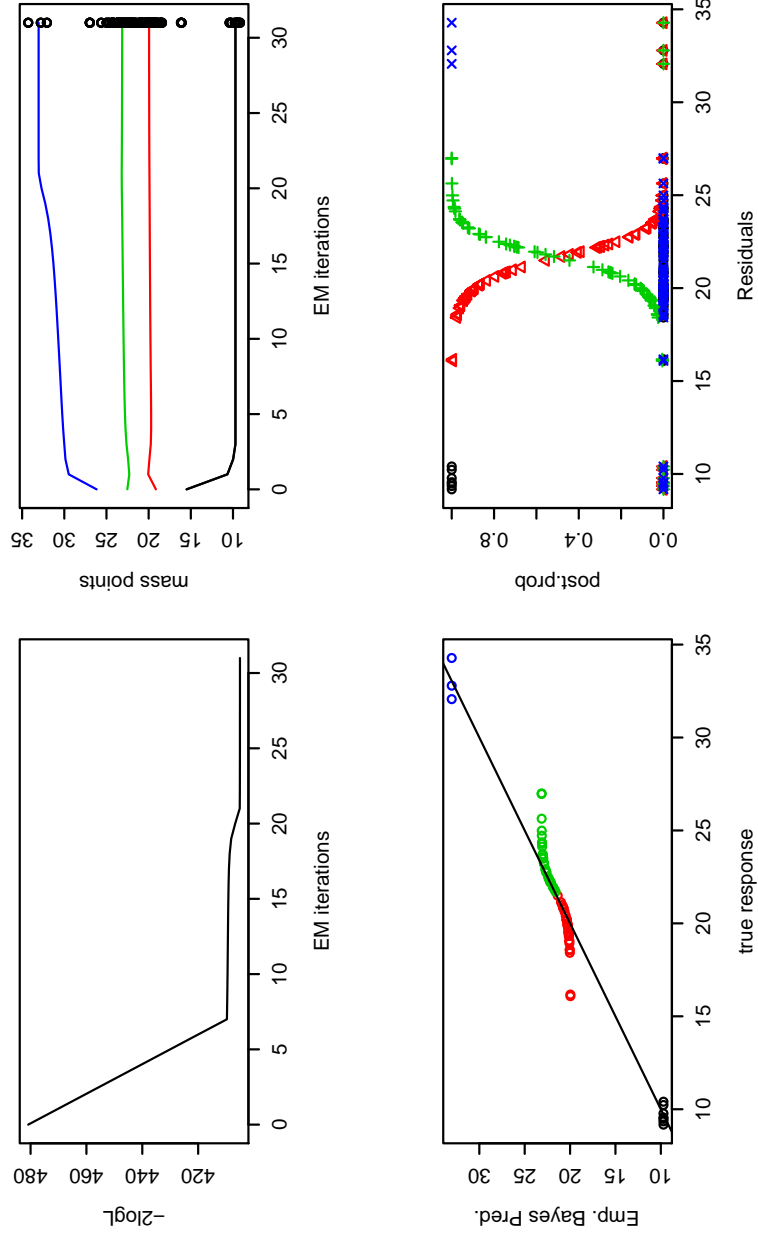 −2logL
420 440 460 480
0 5 10 15 20 25 30
EM iterations
mass points
10 20 30 35
0 5 10 15 20 25 30
EM iterations
Emp. Bayes Pred.
10 15 20 25 30
10 15 20 25 30 35
true response
post.prob
0.0 0.4 0.8
10 15 20 25 30 35
Residuals